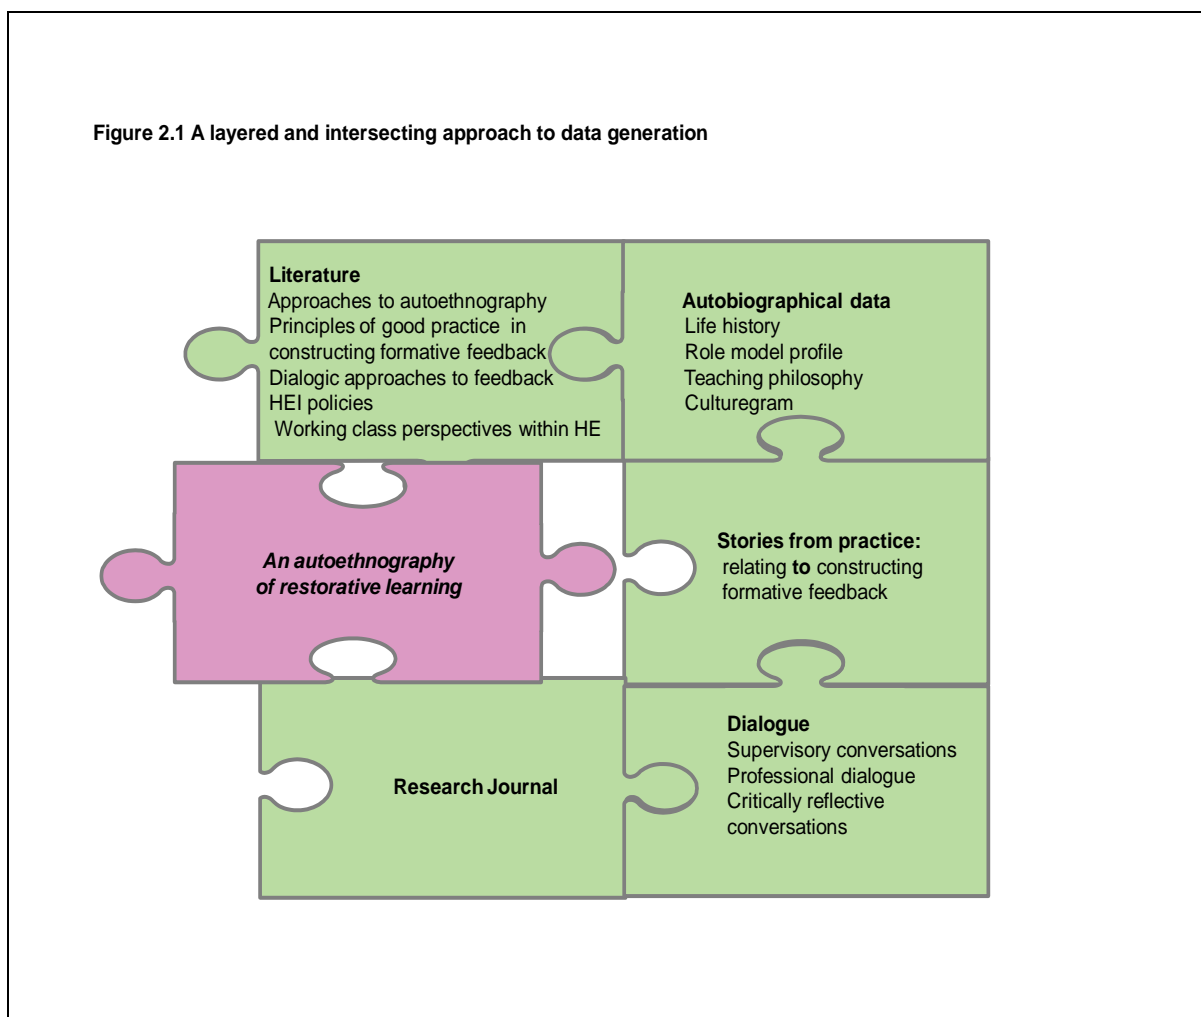 Figure 2.1 A layered and intersecting approach to data generation
Literature
Approaches to autoethnography
Principles of good practice in
constructing formative feedback
Dialogic approaches to feedback
HEI policies
Working class perspectives within HE
Autobiographical data
Life history
Role model profile
Teaching philosophy
Culturegram
An autoethnography
of restorative learning
Stories from practice:
relating to constructing
formative feedback
Research Journal
Dialogue
Supervisory conversations
Professional dialogue
Critically reflective
conversations